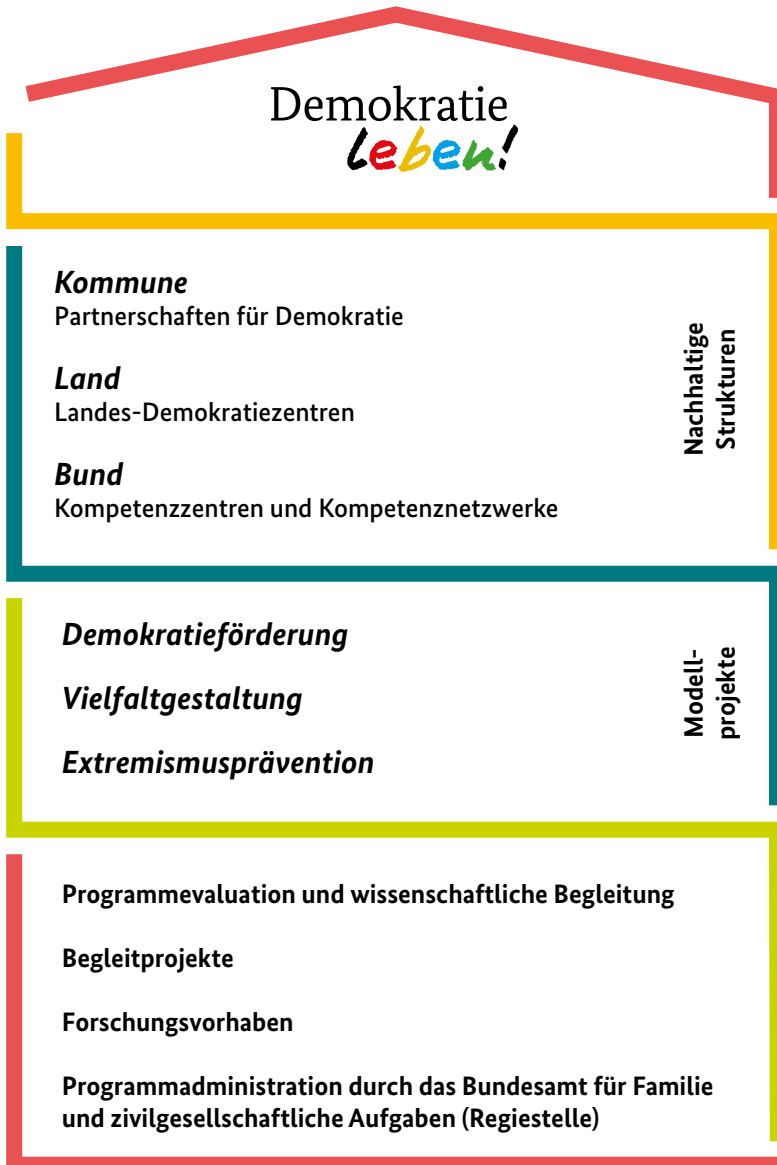 Demokratie
Leben!
Kommune
Partnerschaften für Demokratie
Land
Landes-Demokratiezentren
Bund
Kompetenzzentren und Kompetenznetzwerke
Nachhaltige
Strukturen
Demokratieförderung
Vielfaltgestaltung
Extremismusprävention
Modell-
projekte
Programmevaluation und wissenschaftliche Begleitung
Begleitprojekte
Forschungsvorhaben
Programmadministration durch das Bundesamt für Familie
und zivilgesellschaftliche Aufgaben (Regiestelle)